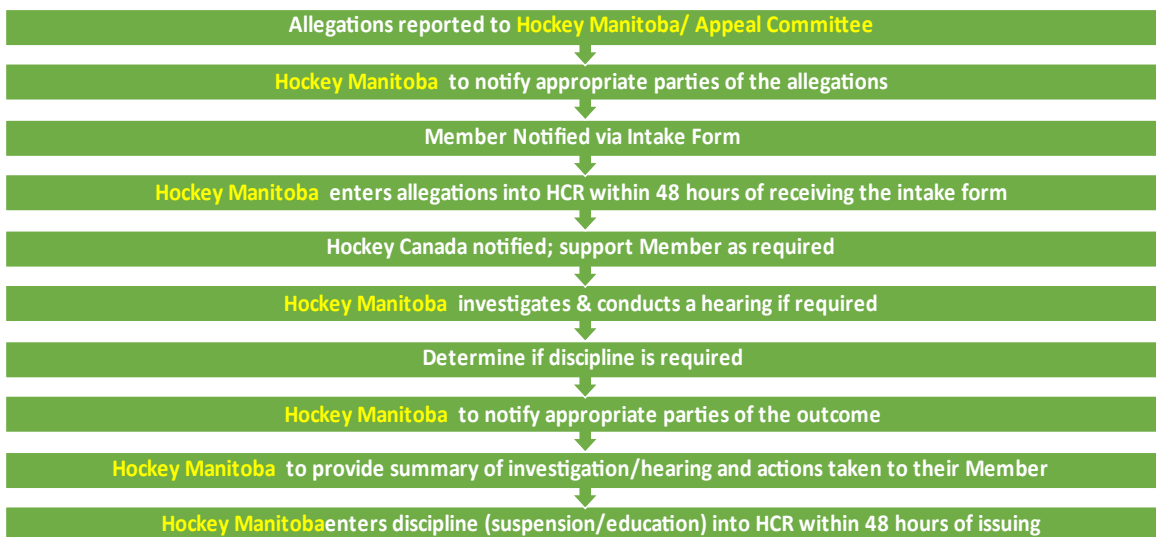 Allegations reported to Hockey Manitoba/ Appeal Committee
Hockey Manitoba to notify appropriate parties of the allegations
Member Notified via Intake Form
Hockey Manitoba enters allegations into HCR within 48 hours of receiving the intake form
Hockey Canada notified; support Member as required
Hockey Manitoba investigates & conducts a hearing if required
Determine if discipline is required
Hockey Manitoba to notify appropriate parties of the outcome
Hockey Manitoba to provide summary of investigation/hearing and actions taken to their Member
Hockey Manitobaenters discipline (suspension/education) into HCR within 48 hours of issuing